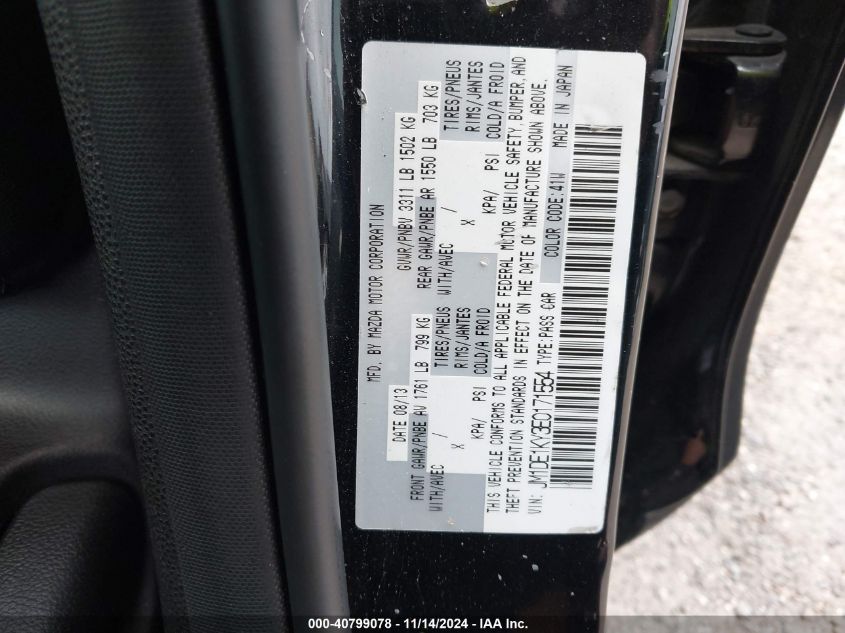 MFD. BY MAZDA MOTOR CORPORATION
DATE 08/13 GVWR/PNBV 3311 LB 1502 KG
FRONT GAWR/PNBE AV 1761 LB 799 KG REAR GAWR/PNBE AR 1550 LB 703 KG
WITH/AVEC TIRES/PNEUS WITH/AVEC TIRES/PNEUS
/ RIMS/JANTES / RIMS/JANTES
X COLD/A FROID X COLD/A FROID
KPA/ PSI KPA/ PSI
THIS VEHICLE CONFORMS TO ALL APPLICABLE FEDERAL MOTOR VEHICLE SAFETY, BUMPER, AND
THEFT PREVENTION STANDARDS IN EFFECT ON THE DATE OF MANUFACTURE SHOWN ABOVE.
VIN: JM1DE1KY3E0171554 TYPE:PASS CAR COLOR CODE:41W MADE IN JAPAN
000-40799078 - 11/14/2024 - IAA Inc.